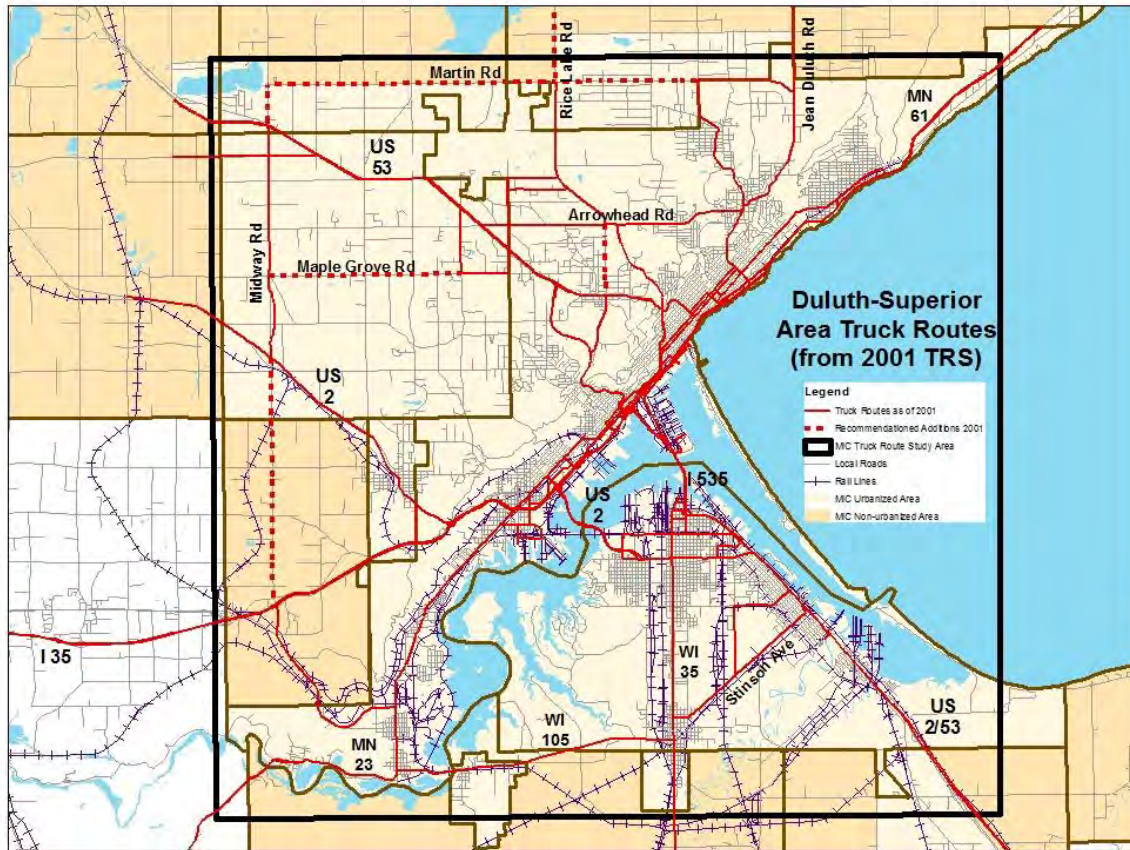 Martin Rd
Rice Lake Rd
Jean Duluth Rd
MN
61
US
53
Arrowhead Rd
Midway Rd
Maple Grove Rd
Duluth-Superior
Area Truck Routes
(from 2001 TRS)
Legend
Truck Routes as of 2001
Recommendationed Additions 2001
MIC Truck Route Study Area
Local Roads
Rail Lines
MIC Urbanized Area
MIC Non-urbanized Area
US
2
I 535
US
2
I 35
WI
35
Stinson Ave
US
2/53
WI
105
MN
23